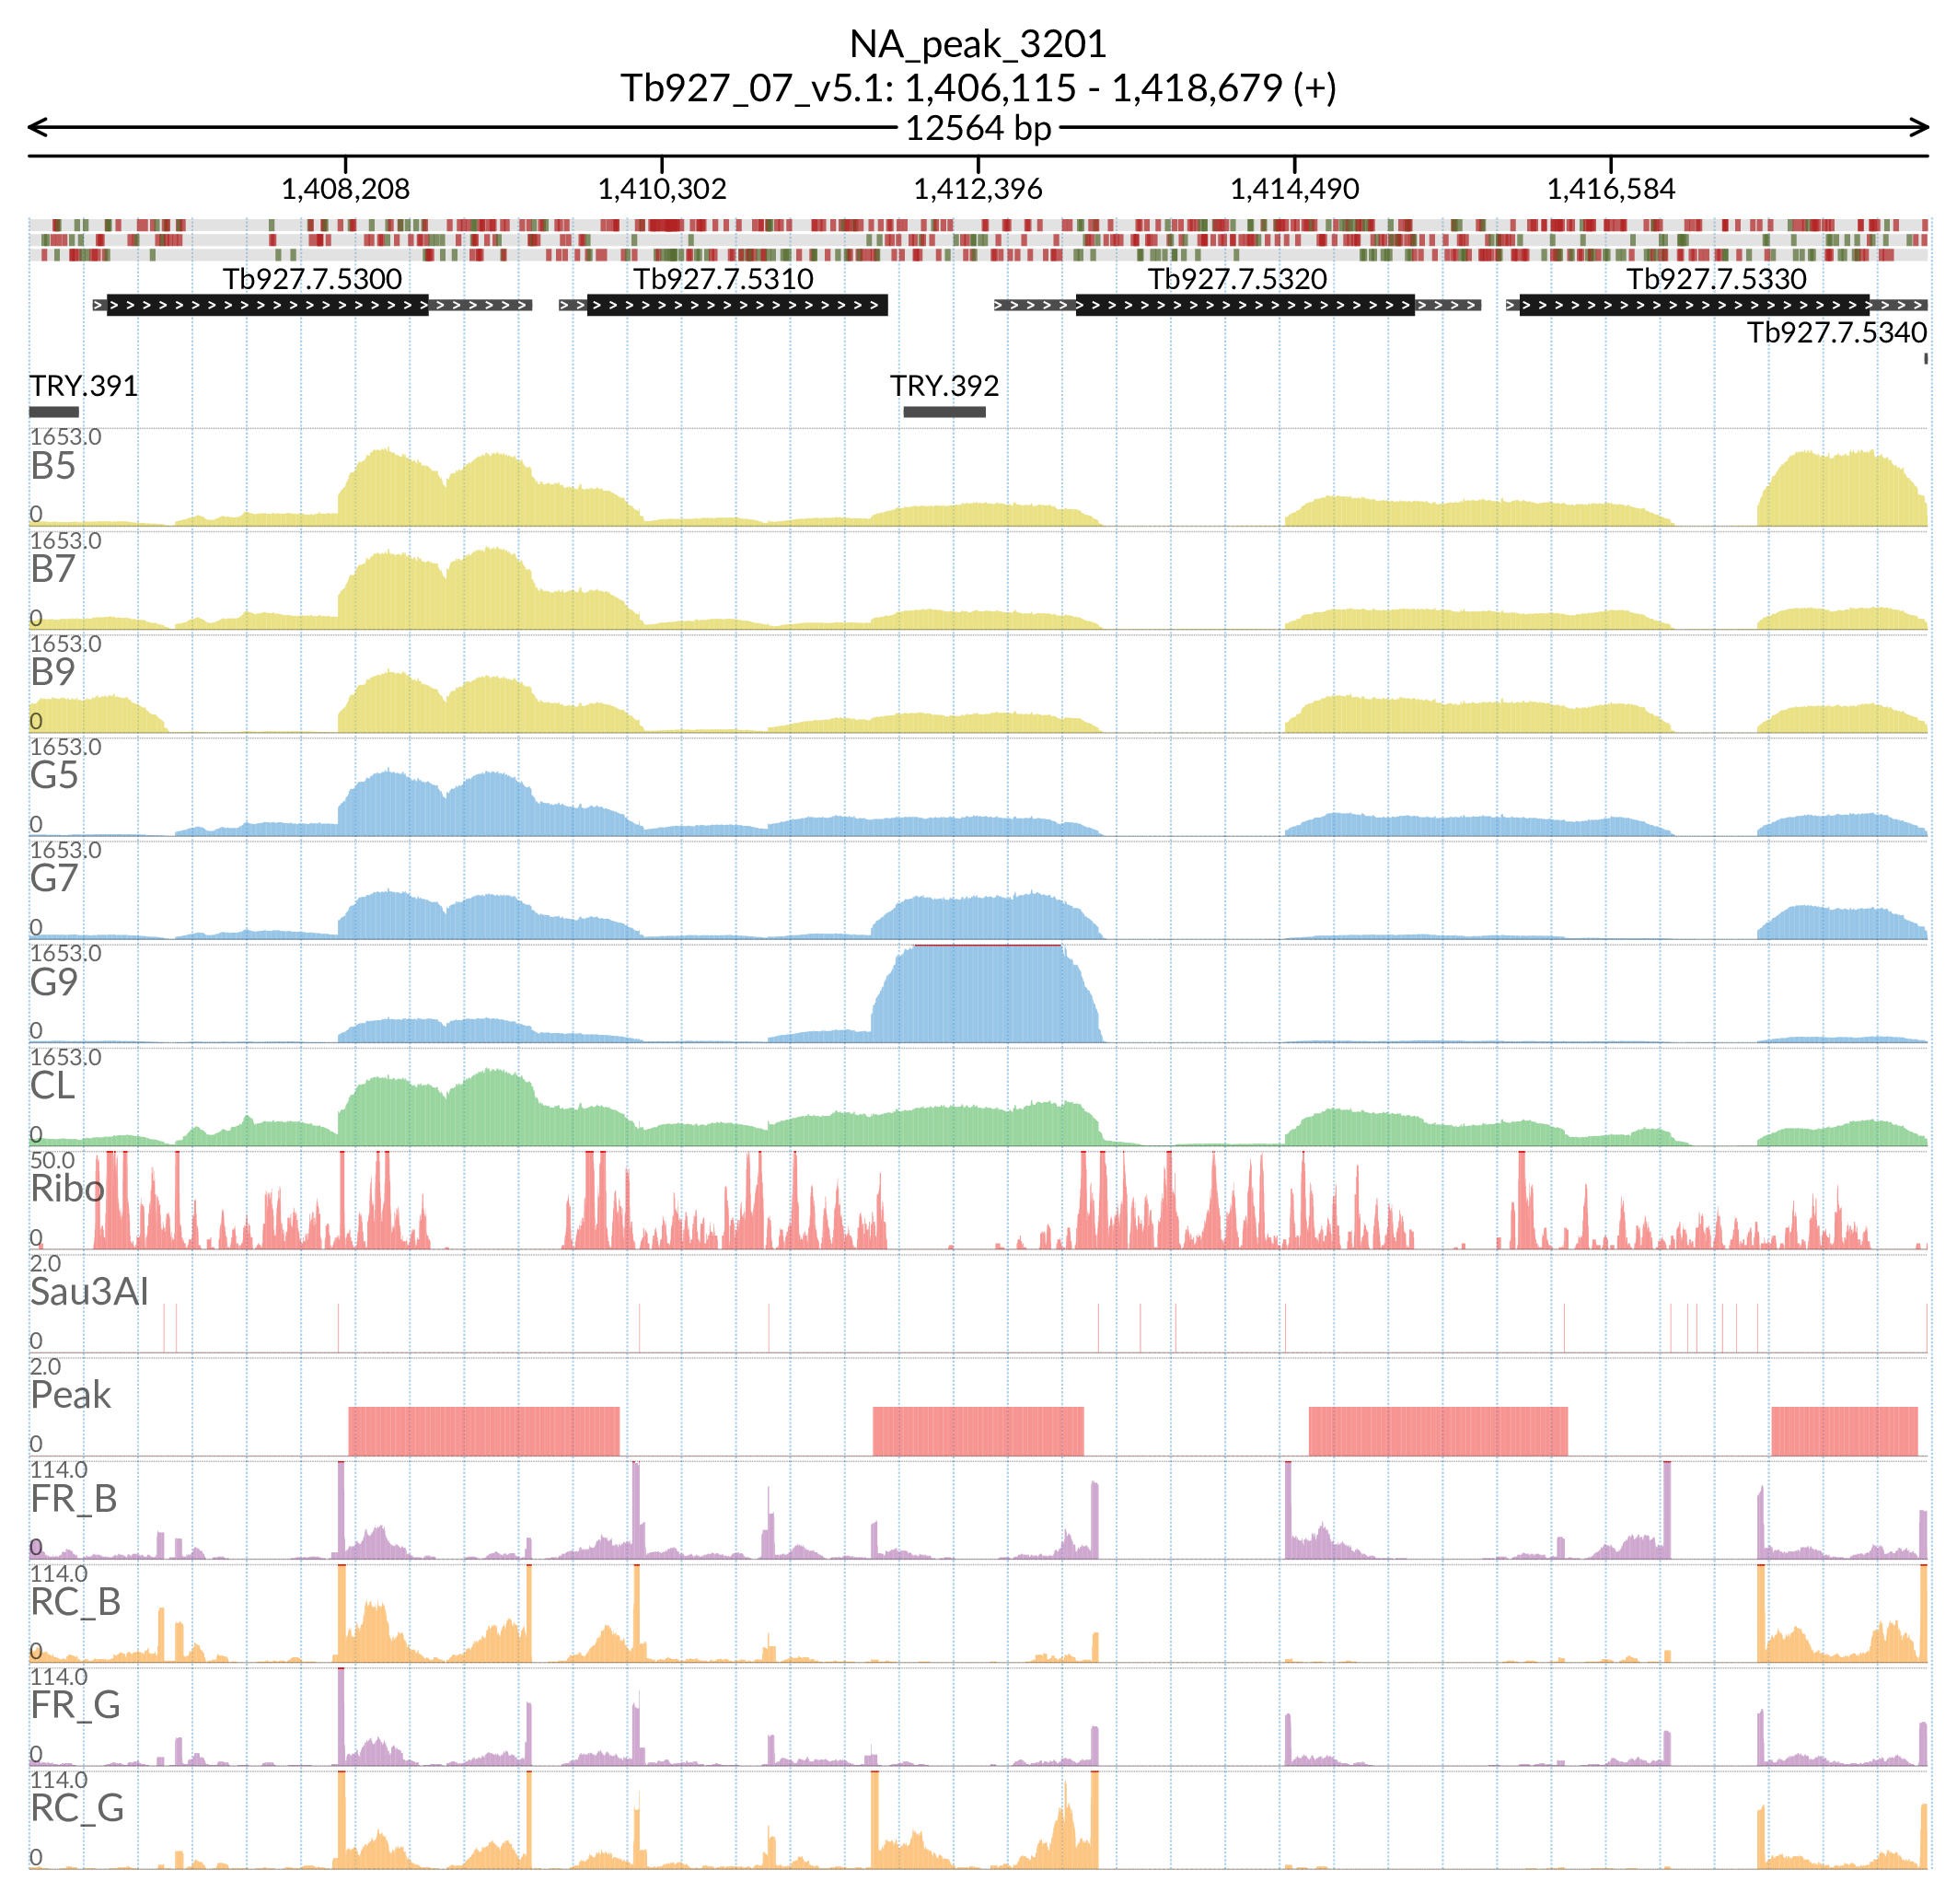 NA_peak_3201
Tb927_07_v5.1: 1,406,115 - 1,418,679 (+)
12564 bp
1,408,208 1,410,302 1,412,396 1,414,490 1,416,584
Tb927.7.5300 Tb927.7.5310 Tb927.7.5320 Tb927.7.5330
Tb927.7.5340
TRY.391 TRY.392
1653.0
B5
0
1653.0
B7
0
1653.0
B9
0
1653.0
G5
0
1653.0
G7
0
1653.0
G9
0
1653.0
CL
0
50.0
Ribo
0
2.0
Sau3AI
0
2.0
Peak
0
114.0
FR_B
0
114.0
RC_B
0
114.0
FR_G
0
114.0
RC_G
0